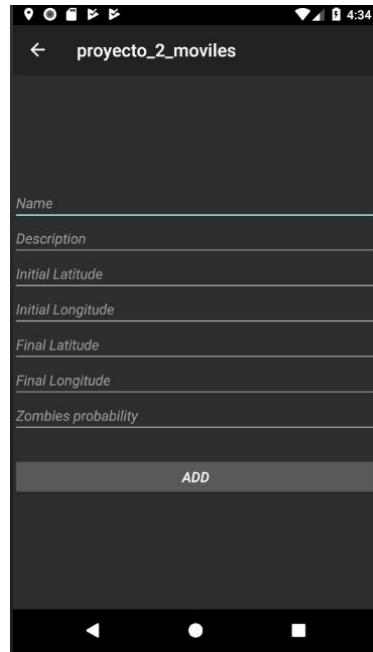 4:34
proyecto_2_moviles
Name
Description
Initial Latitude
Initial Longitude
Final Latitude
Final Longitude
Zombies probability
ADD